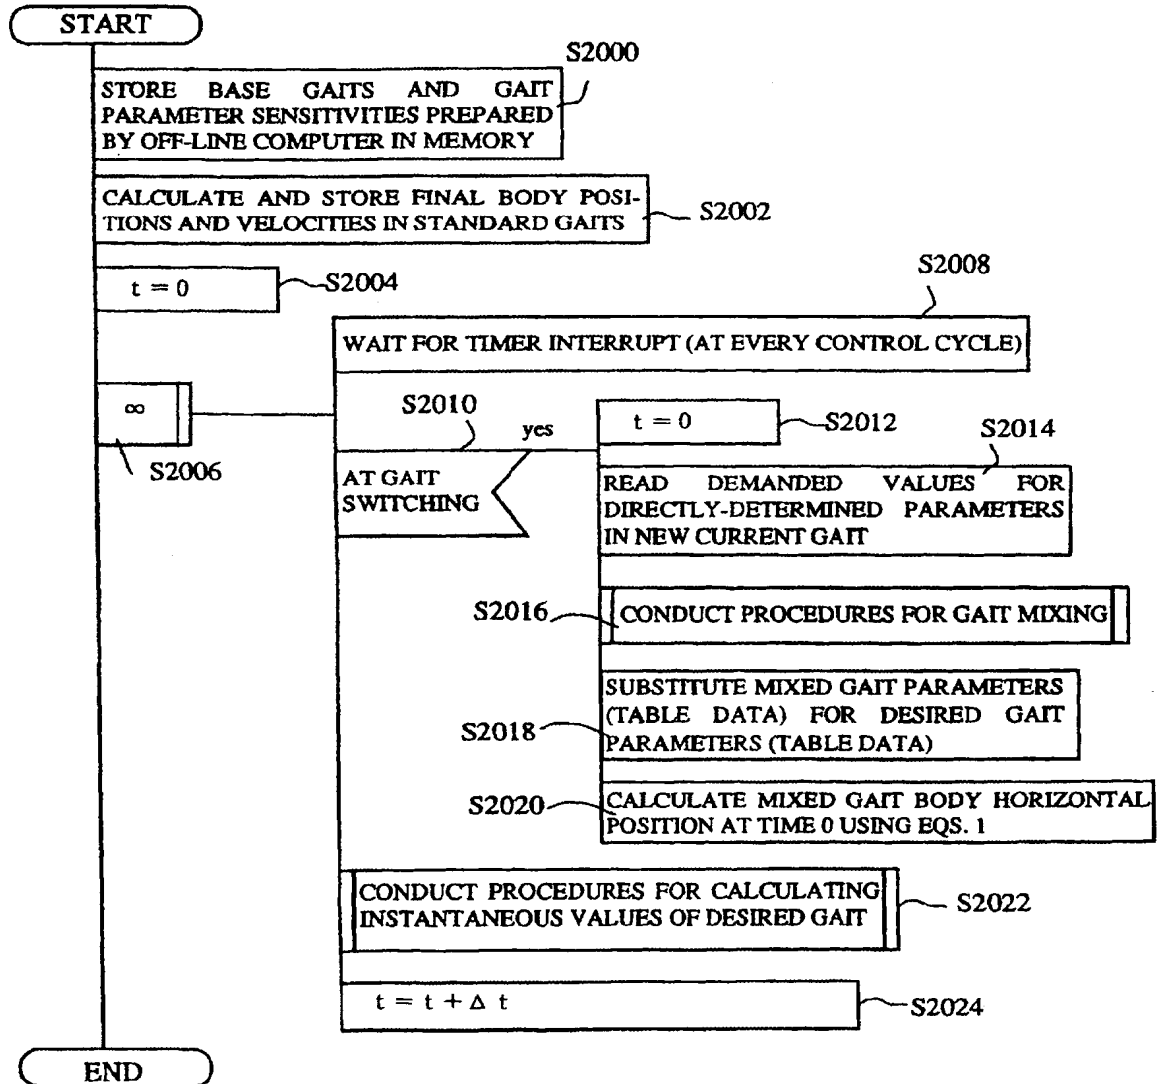 START
S2000
STORE BASE GAITS AND GAIT
PARAMETER SENSITIVITIES PREPARED
BY OFF-LINE COMPUTER IN MEMORY
CALCULATE AND STORE FINAL BODY POSI-
TIONS AND VELOCITIES IN STANDARD GAITS
S2002
t = 0
S2004
S2008
WAIT FOR TIMER INTERRUPT (AT EVERY CONTROL CYCLE)
∞
S2006
S2010
yes
AT GAIT
SWITCHING
t = 0
S2012
S2014
READ DEMANDED VALUES FOR
DIRECTLY-DETERMINED PARAMETERS
IN NEW CURRENT GAIT
S2016
CONDUCT PROCEDURES FOR GAIT MIXING
SUBSTITUTE MIXED GAIT PARAMETERS
(TABLE DATA) FOR DESIRED GAIT
PARAMETERS (TABLE DATA)
S2018
S2020
CALCULATE MIXED GAIT BODY HORIZONTAL
POSITION AT TIME 0 USING EQS. 1
CONDUCT PROCEDURES FOR CALCULATING
INSTANTANEOUS VALUES OF DESIRED GAIT
S2022
t = t + Δ t
S2024
END